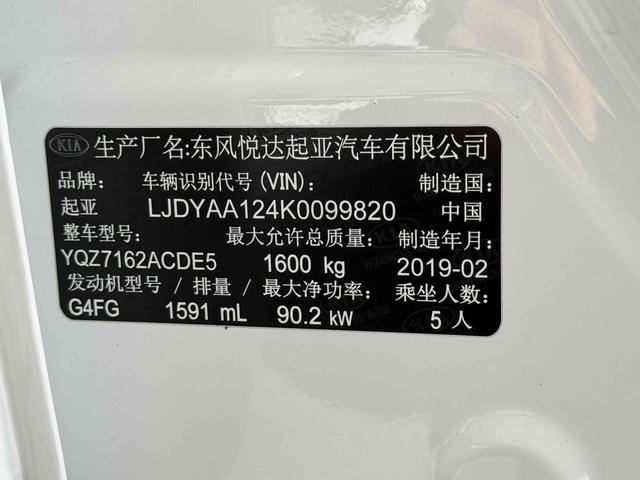 KIA 生产厂名:东风悦达起亚汽车有限公司
品牌: 车辆识别代号(VIN): 制造国:
起亚 LJDYAA124K0099820 中国
整车型号: 最大允许总质量: 制造年月:
YQZ7162ACDE5 1600 kg 2019-02
发动机型号 / 排量 / 最大净功率: 乘坐人数:
G4FG 1591 mL 90.2 kW 5 人